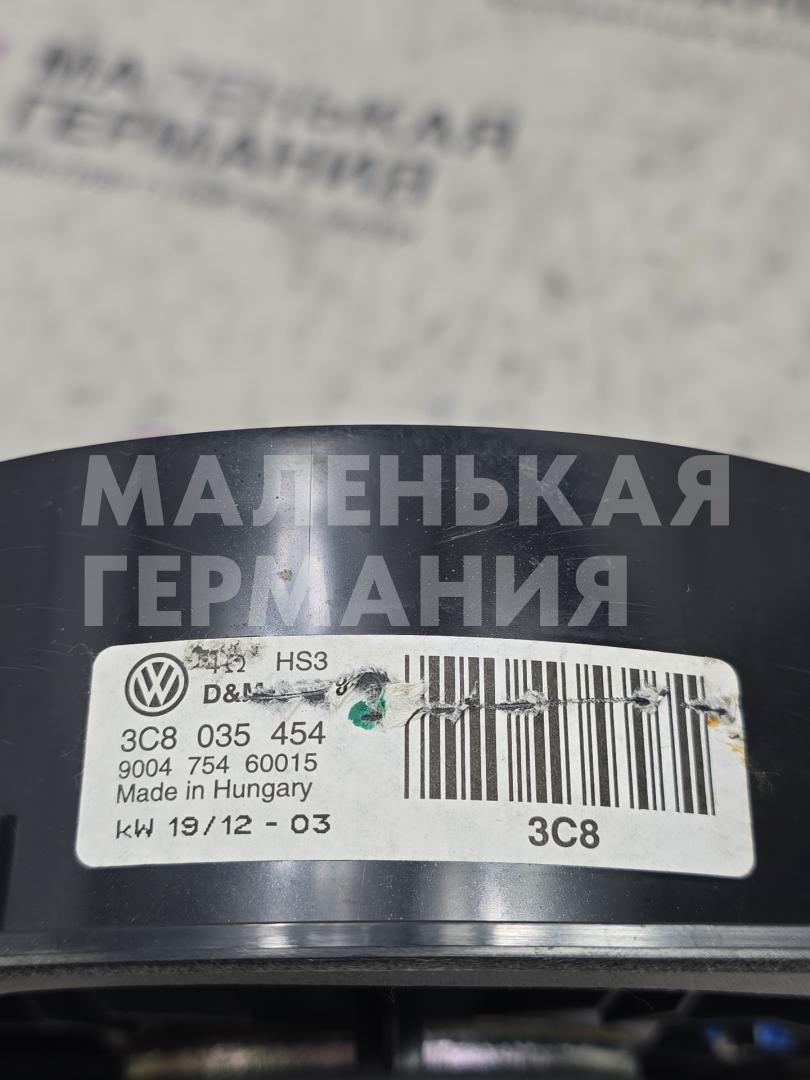 МАЛЕНЬКАЯ
ГЕРМАНИЯ
МАЛЕНЬКАЯ
ГЕРМАНИЯ
HS3
3C8 035 454
9004 754 60015
Made in Hungary
kW 19/12 - 03
3C8